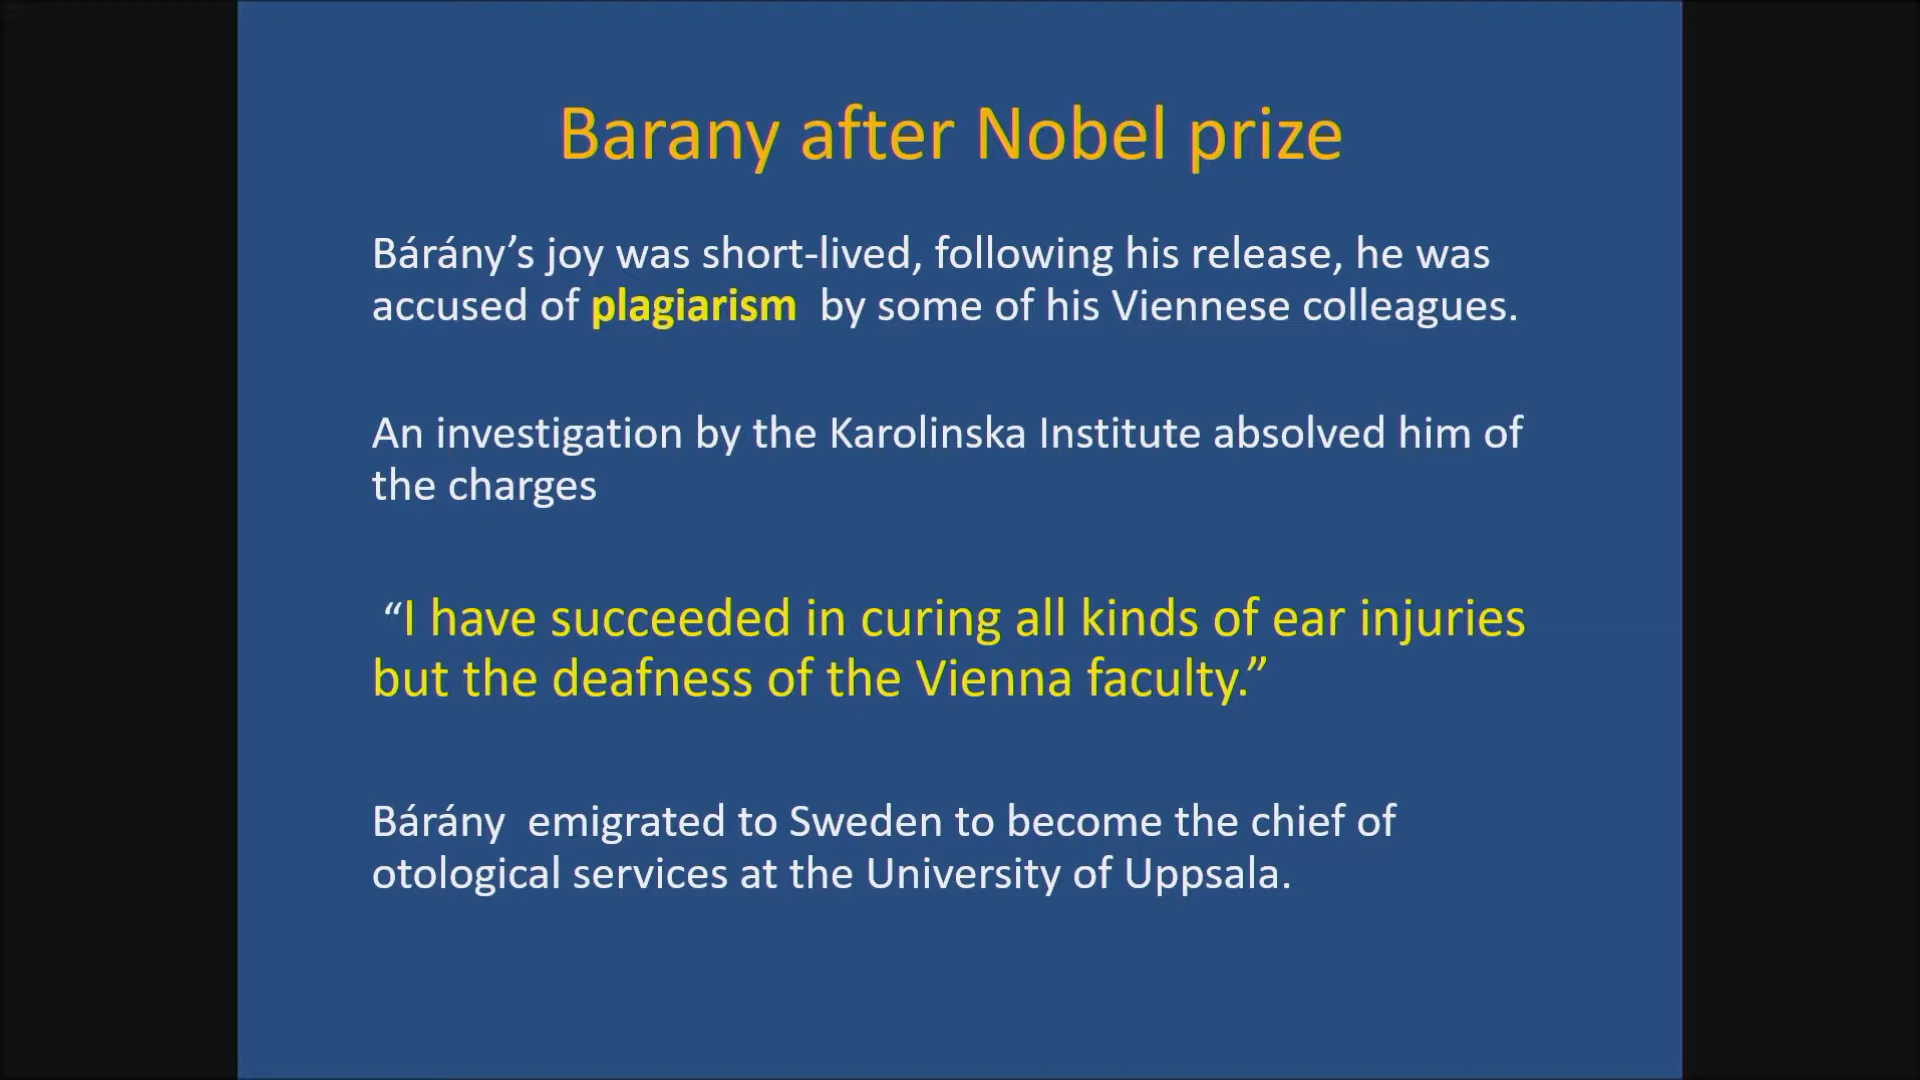 Barany after Nobel prize
Bárány’s joy was short-lived, following his release, he was
accused of plagiarism  by some of his Viennese colleagues.
An investigation by the Karolinska Institute absolved him of
the charges
“I have succeeded in curing all kinds of ear injuries
but the deafness of the Vienna faculty.”
Bárány  emigrated to Sweden to become the chief of
otological services at the University of Uppsala.